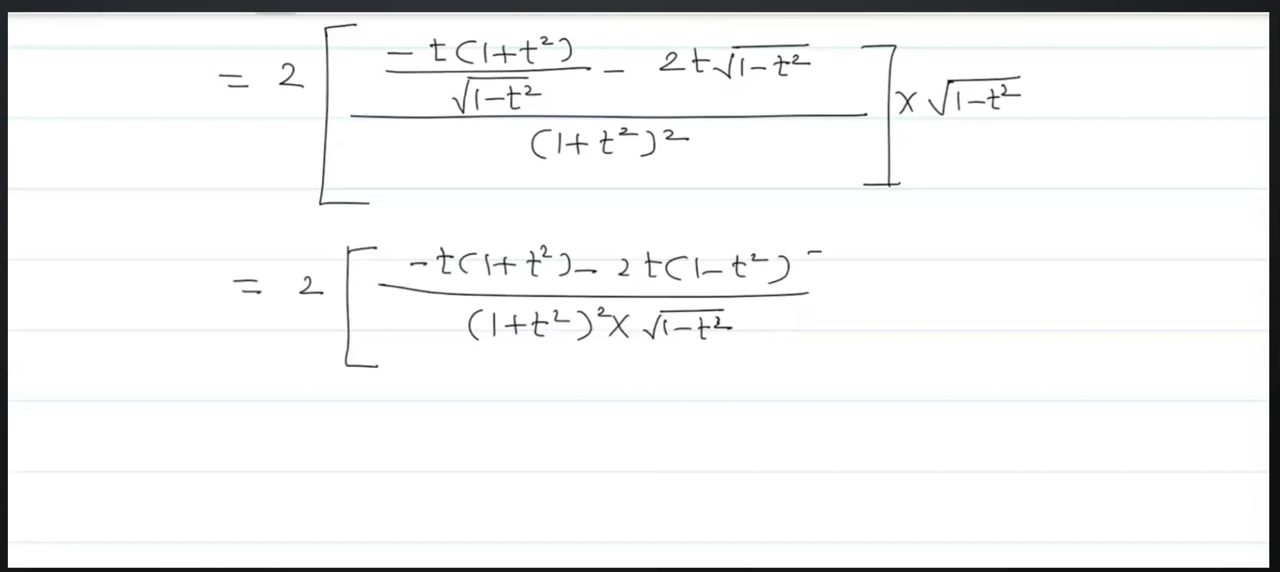 = 2 [ (-t(1+t²)/√(1-t²) - 2t√(1-t²)) / (1+t²)² ] × √(1-t²)
= 2 [ (-t(1+t²) - 2t(1-t²)) / ((1+t²)² × √(1-t²))